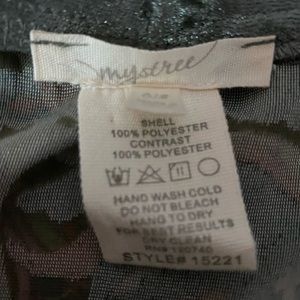 mystree
SHELL
100% POLYESTER
CONTRAST
100% POLYESTER
HAND WASH COLD
DO NOT BLEACH
HANG TO DRY
FOR BEST RESULTS
DRY CLEAN
STYLE# 15221